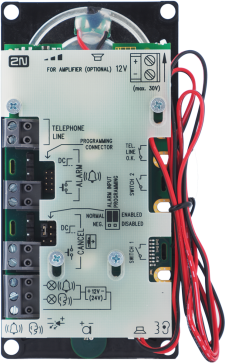 2N
FOR AMPLIFIER (OPTIONAL) 12V
+
-
(max. 30V)
TELEPHONE
LINE
PROGRAMMING
CONNECTOR
TEL.
LINE
O.K.
DC
ALARM
ALARM INPUT
PROGRAMMING
SWITCH 2
NORMAL
ENABLED
NEG.
DISABLED
DC
CANCEL
SWITCH 1
+12V
(24V)